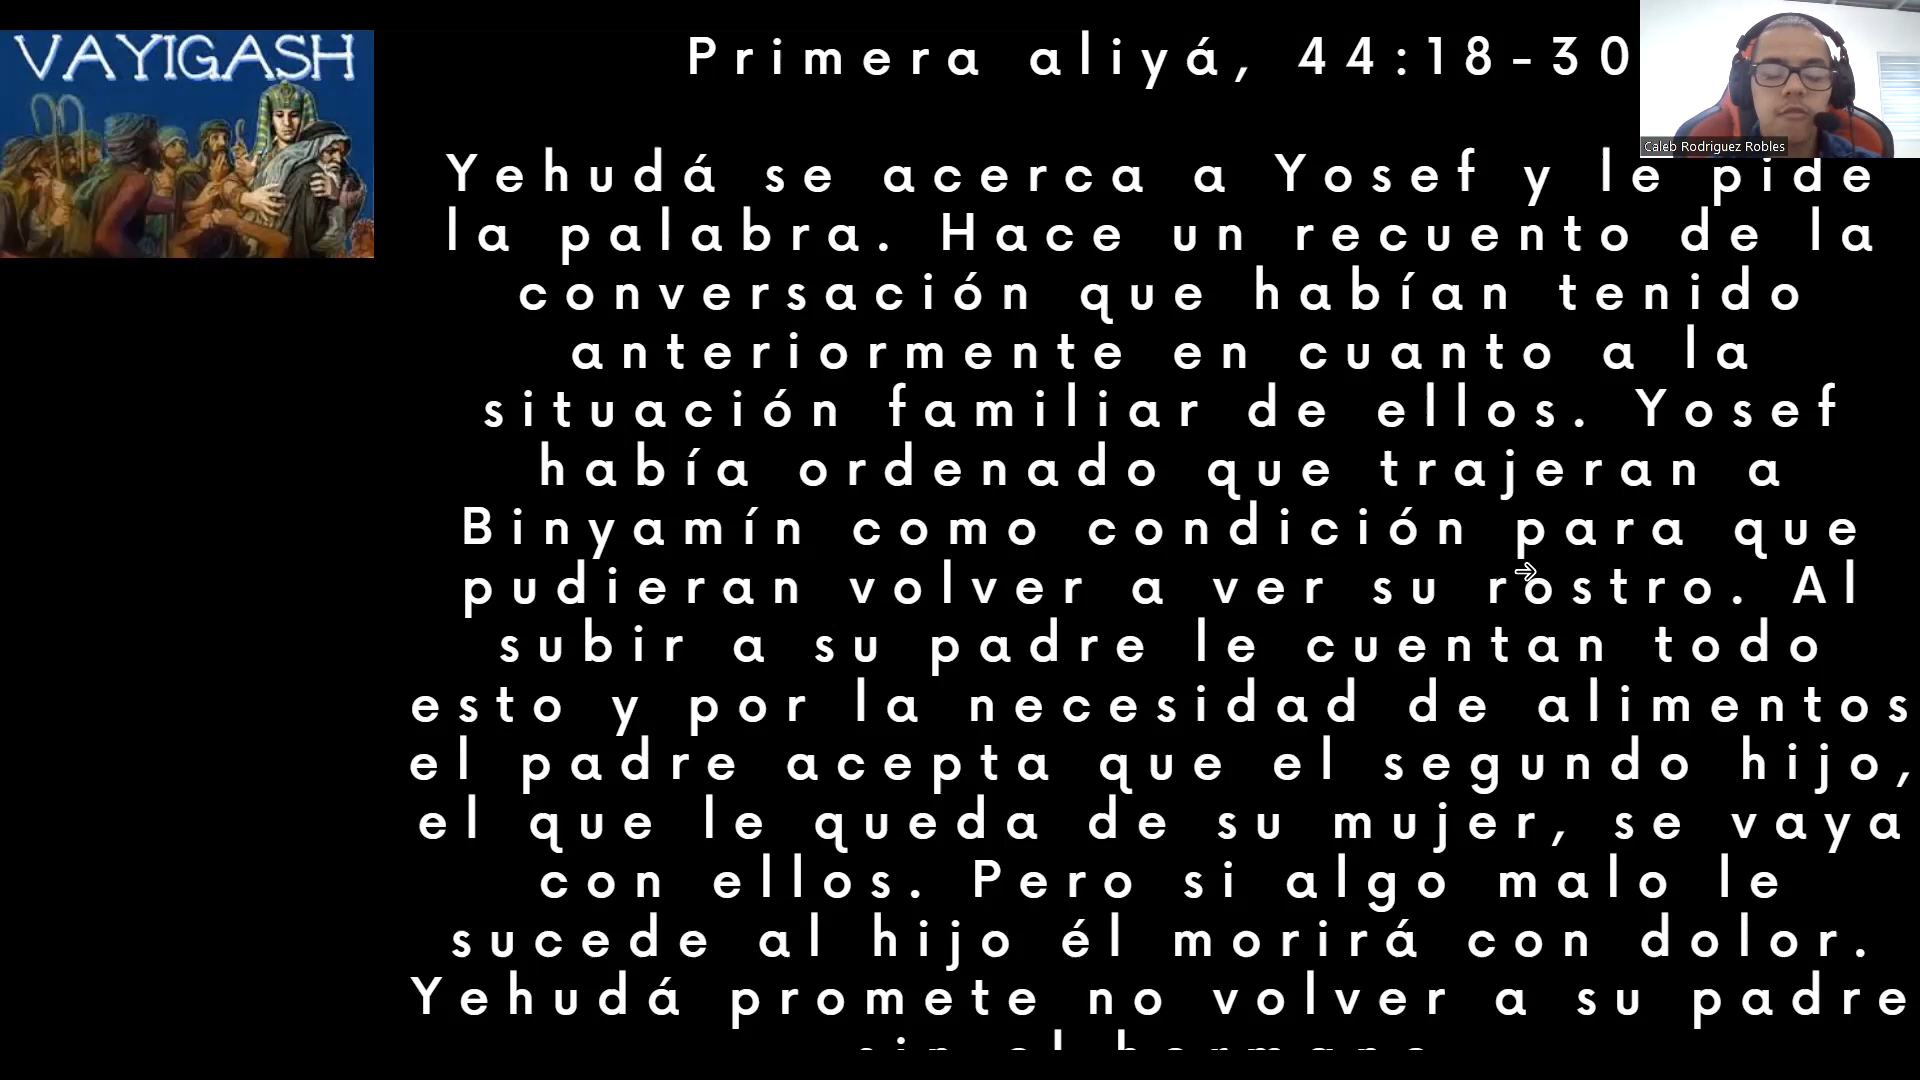 VAYIGASH
Primera aliyá, 44:18-30
Caleb Rodriguez Robles
Yehudá se acerca a Yosef y le pide
la palabra. Hace un recuento de la
conversación que habían tenido
anteriormente en cuanto a la
situación familiar de ellos. Yosef
había ordenado que trajeran a
Binyamín como condición para que
pudieran volver a ver su rostro. Al
subir a su padre le cuentan todo
esto y por la necesidad de alimentos
el padre acepta que el segundo hijo,
el que le queda de su mujer, se vaya
con ellos. Pero si algo malo le
sucede al hijo él morirá con dolor.
Yehudá promete no volver a su padre